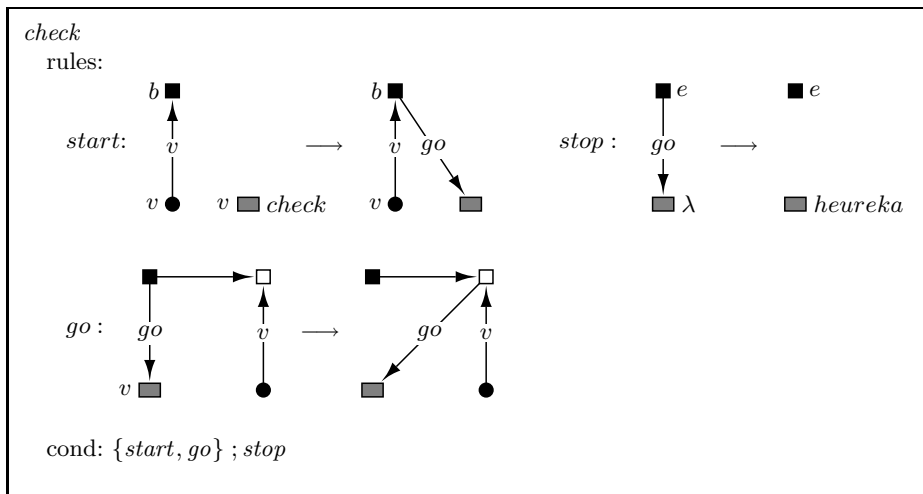 check
rules:
b b e e
start: v v go stop : go
v v check v λ heureka
go : go v go v
v
cond: {start, go} ; stop